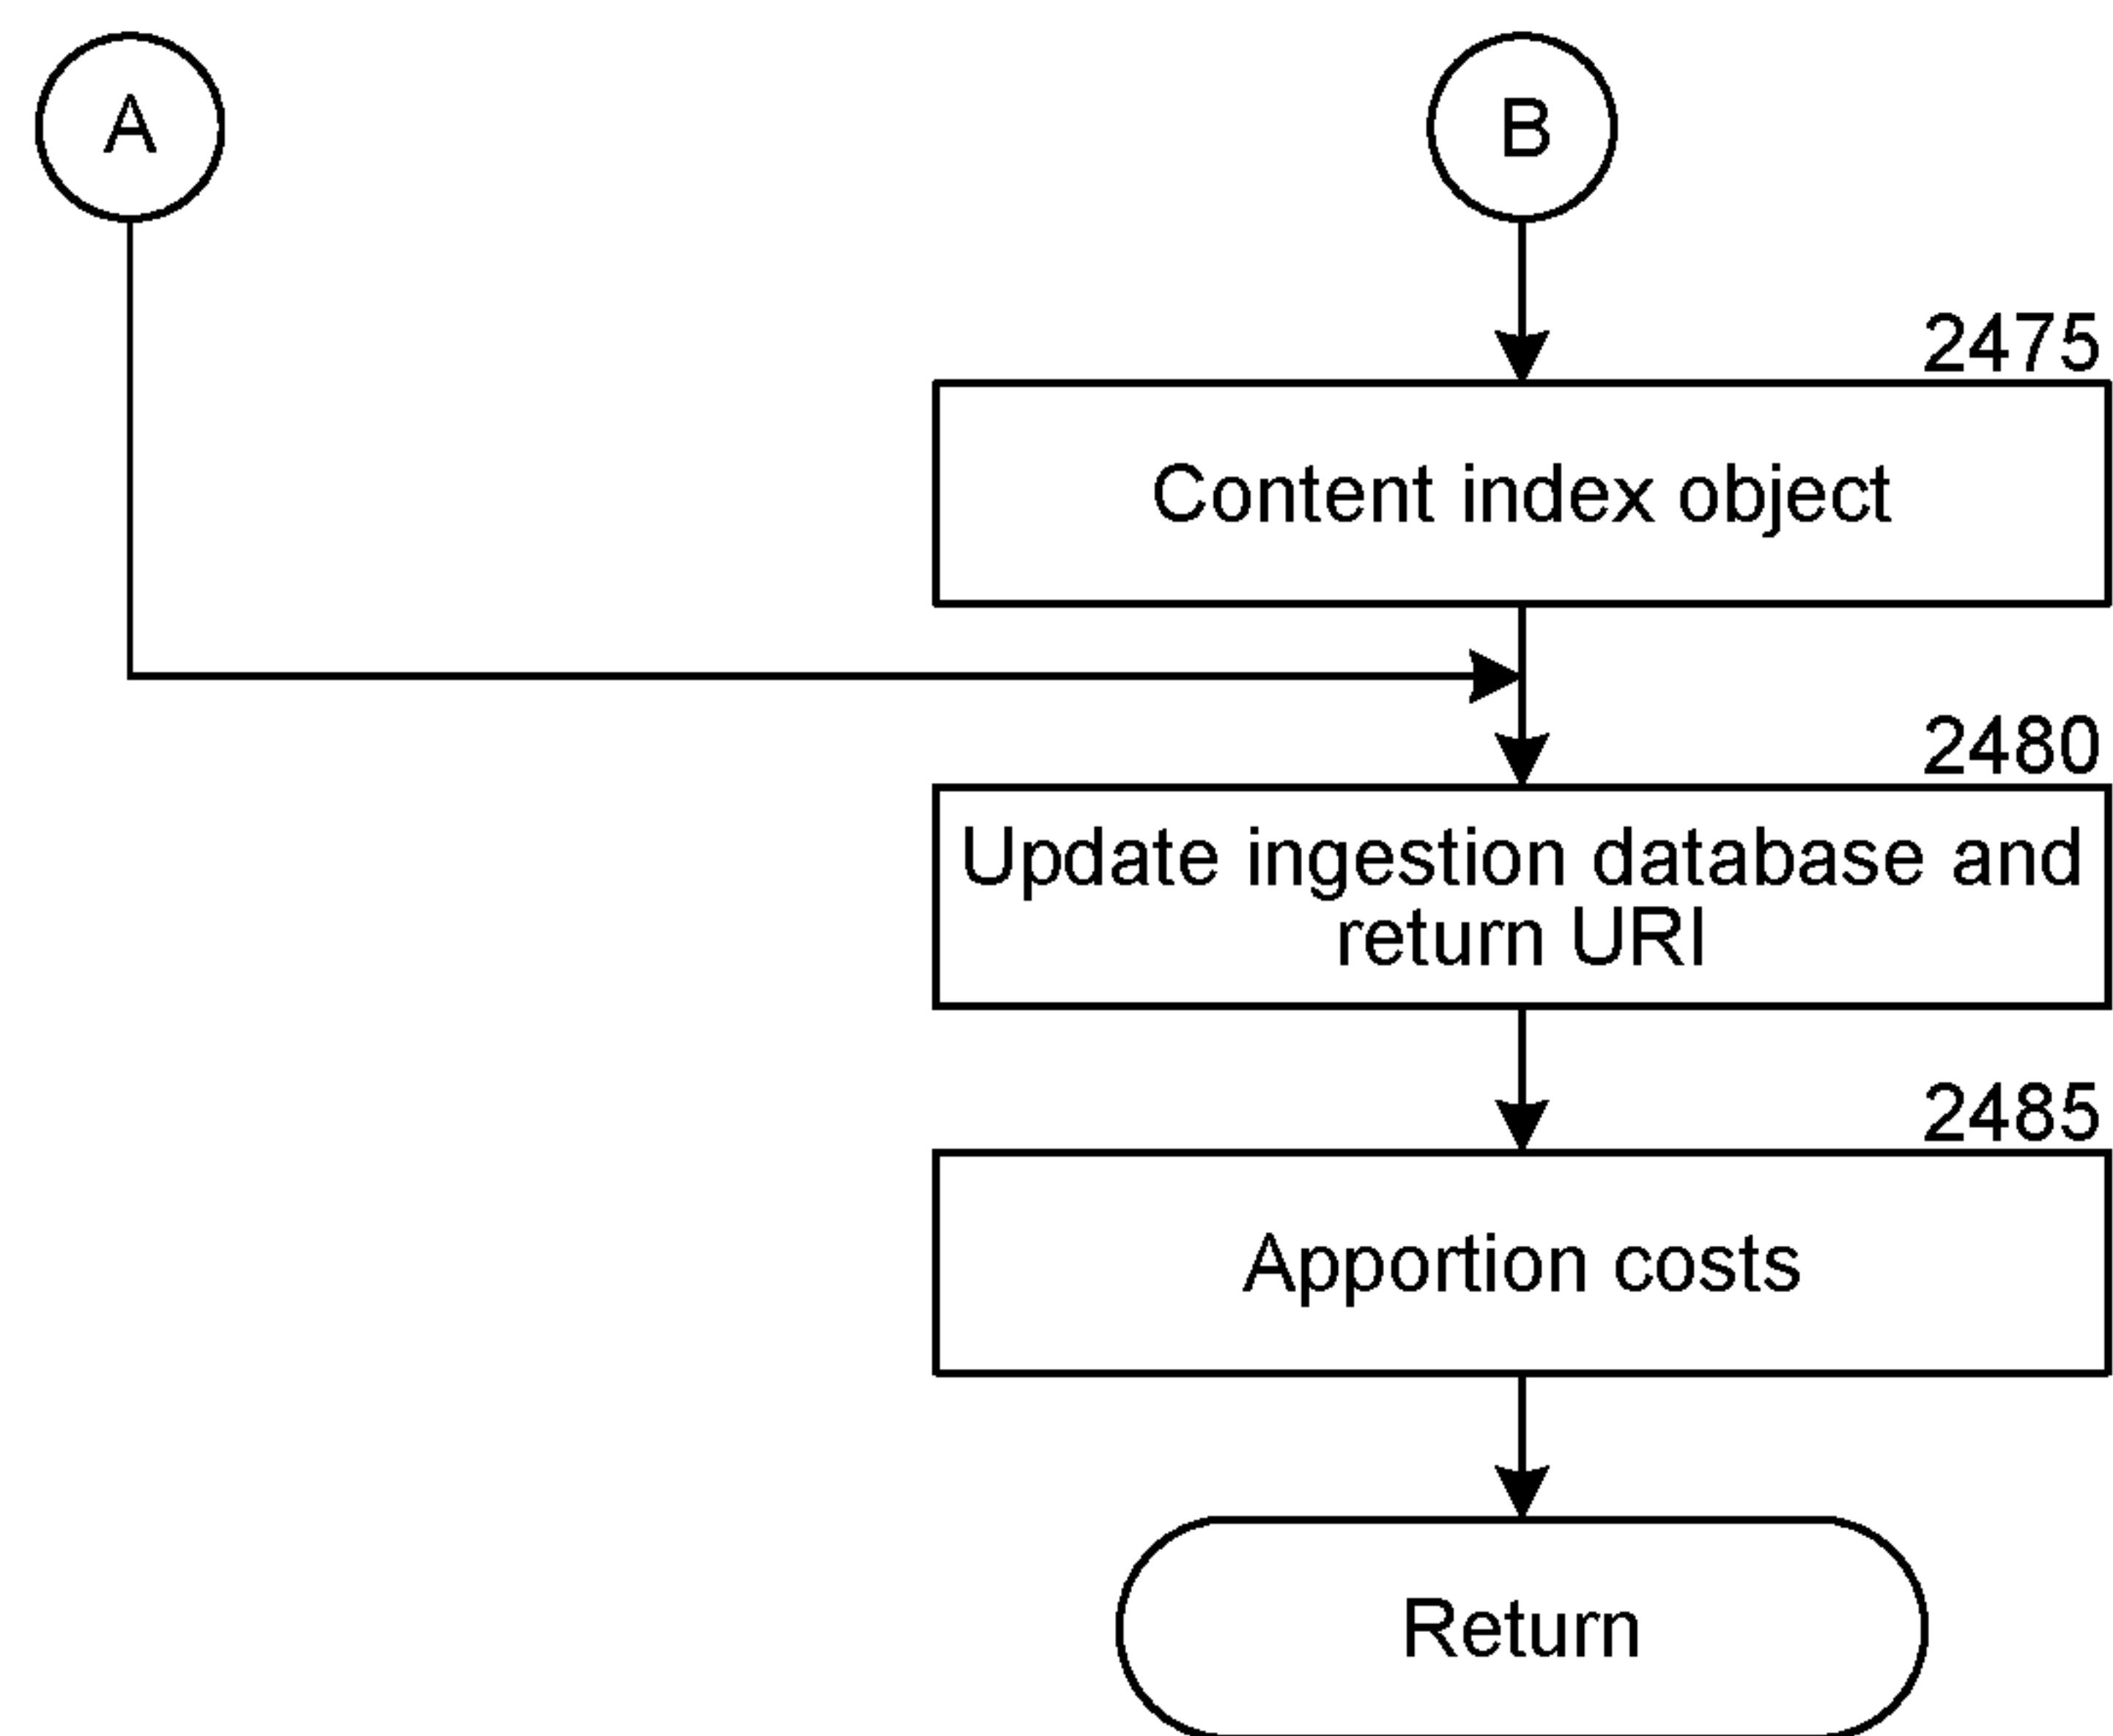 A
B
2475
Content index object
2480
Update ingestion database and
return URI
2485
Apportion costs
Return